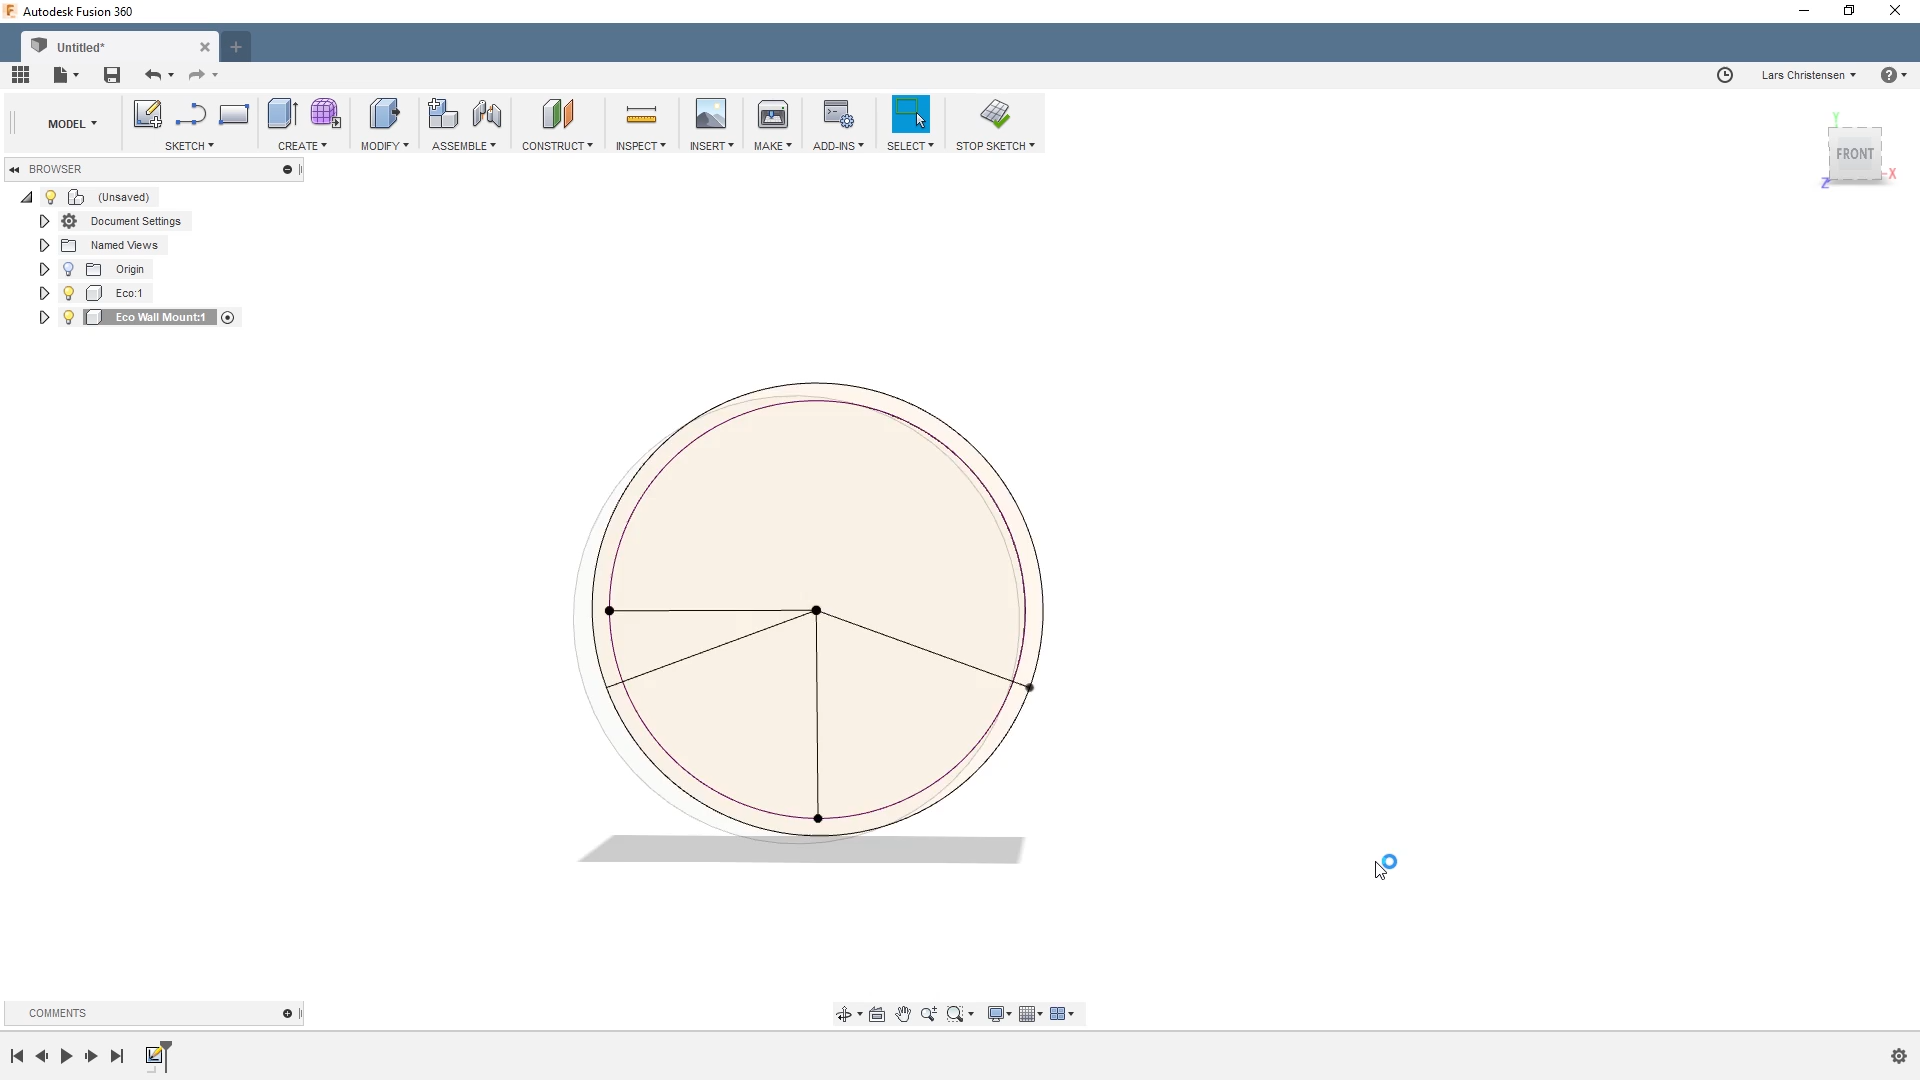 Autodesk Fusion 360
Untitled*
Lars Christensen
MODEL
SKETCH
CREATE
MODIFY
ASSEMBLE
CONSTRUCT
INSPECT
INSERT
MAKE
ADD-INS
SELECT
STOP SKETCH
Y
FRONT
X
Z
BROWSER
(Unsaved)
Document Settings
Named Views
Origin
Eco:1
Eco Wall Mount:1
COMMENTS